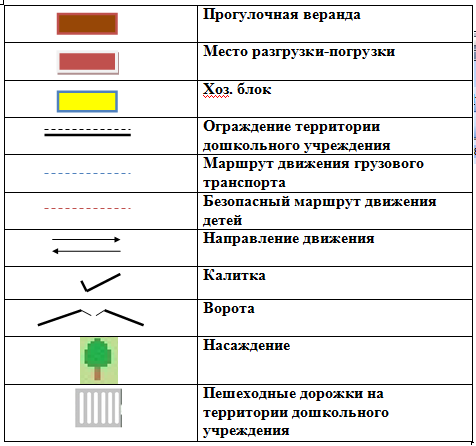 Прогулочная веранда
Место разгрузки-погрузки
Хоз. блок
Ограждение территории
дошкольного учреждения
Маршрут движения грузового
транспорта
Безопасный маршрут движения
детей
Направление движения
Калитка
Ворота
Насаждение
Пешеходные дорожки на
территории дошкольного
учреждения